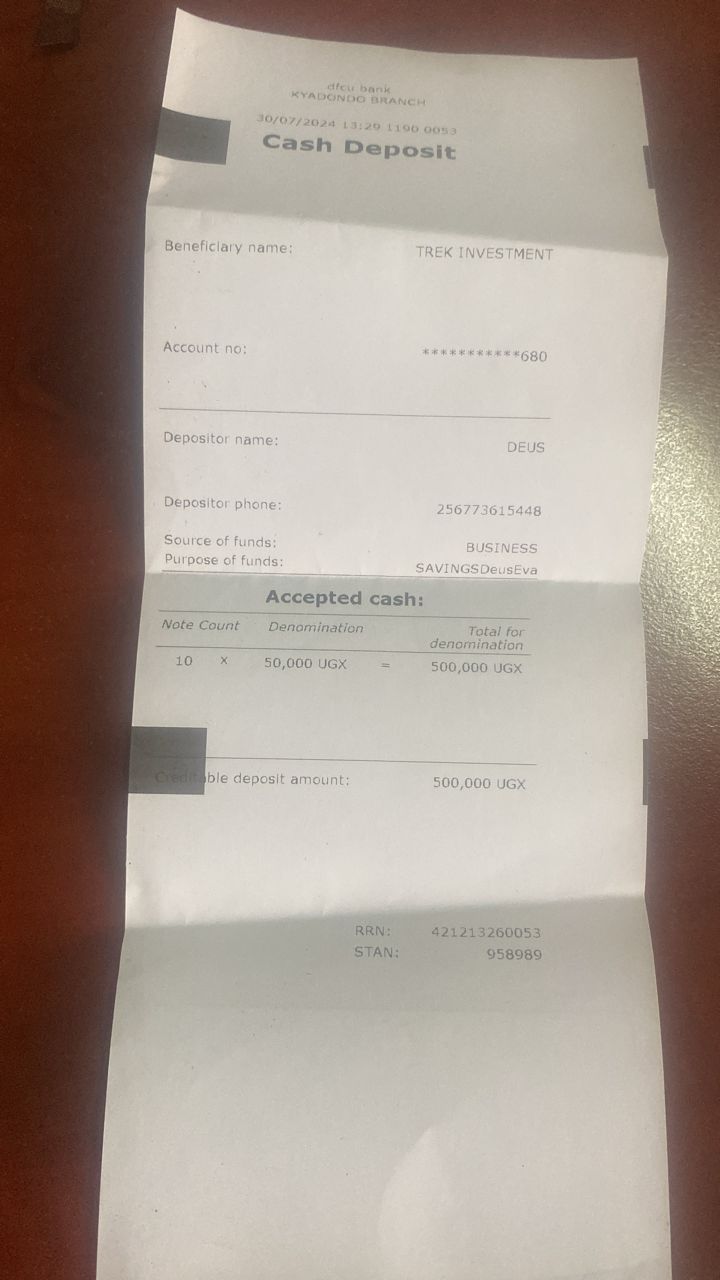 dfcu bank
KYADONDO BRANCH
30/07/2024 13:29 1190 0053
Cash Deposit
Beneficiary name: TREK INVESTMENT
Account no: ***********680
Depositor name: DEUS
Depositor phone: 256773615448
Source of funds: BUSINESS
Purpose of funds: SAVINGSDeusEva
Accepted cash:
Note Count Denomination Total for
denomination
10 x 50,000 UGX = 500,000 UGX
Creditable deposit amount: 500,000 UGX
RRN: 421213260053
STAN: 958989